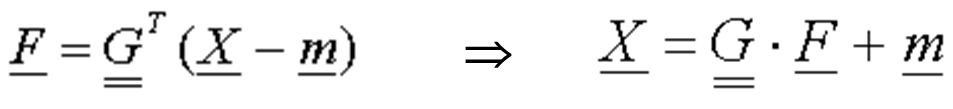 F = G^T (X − m) ⇒ X = G · F + m